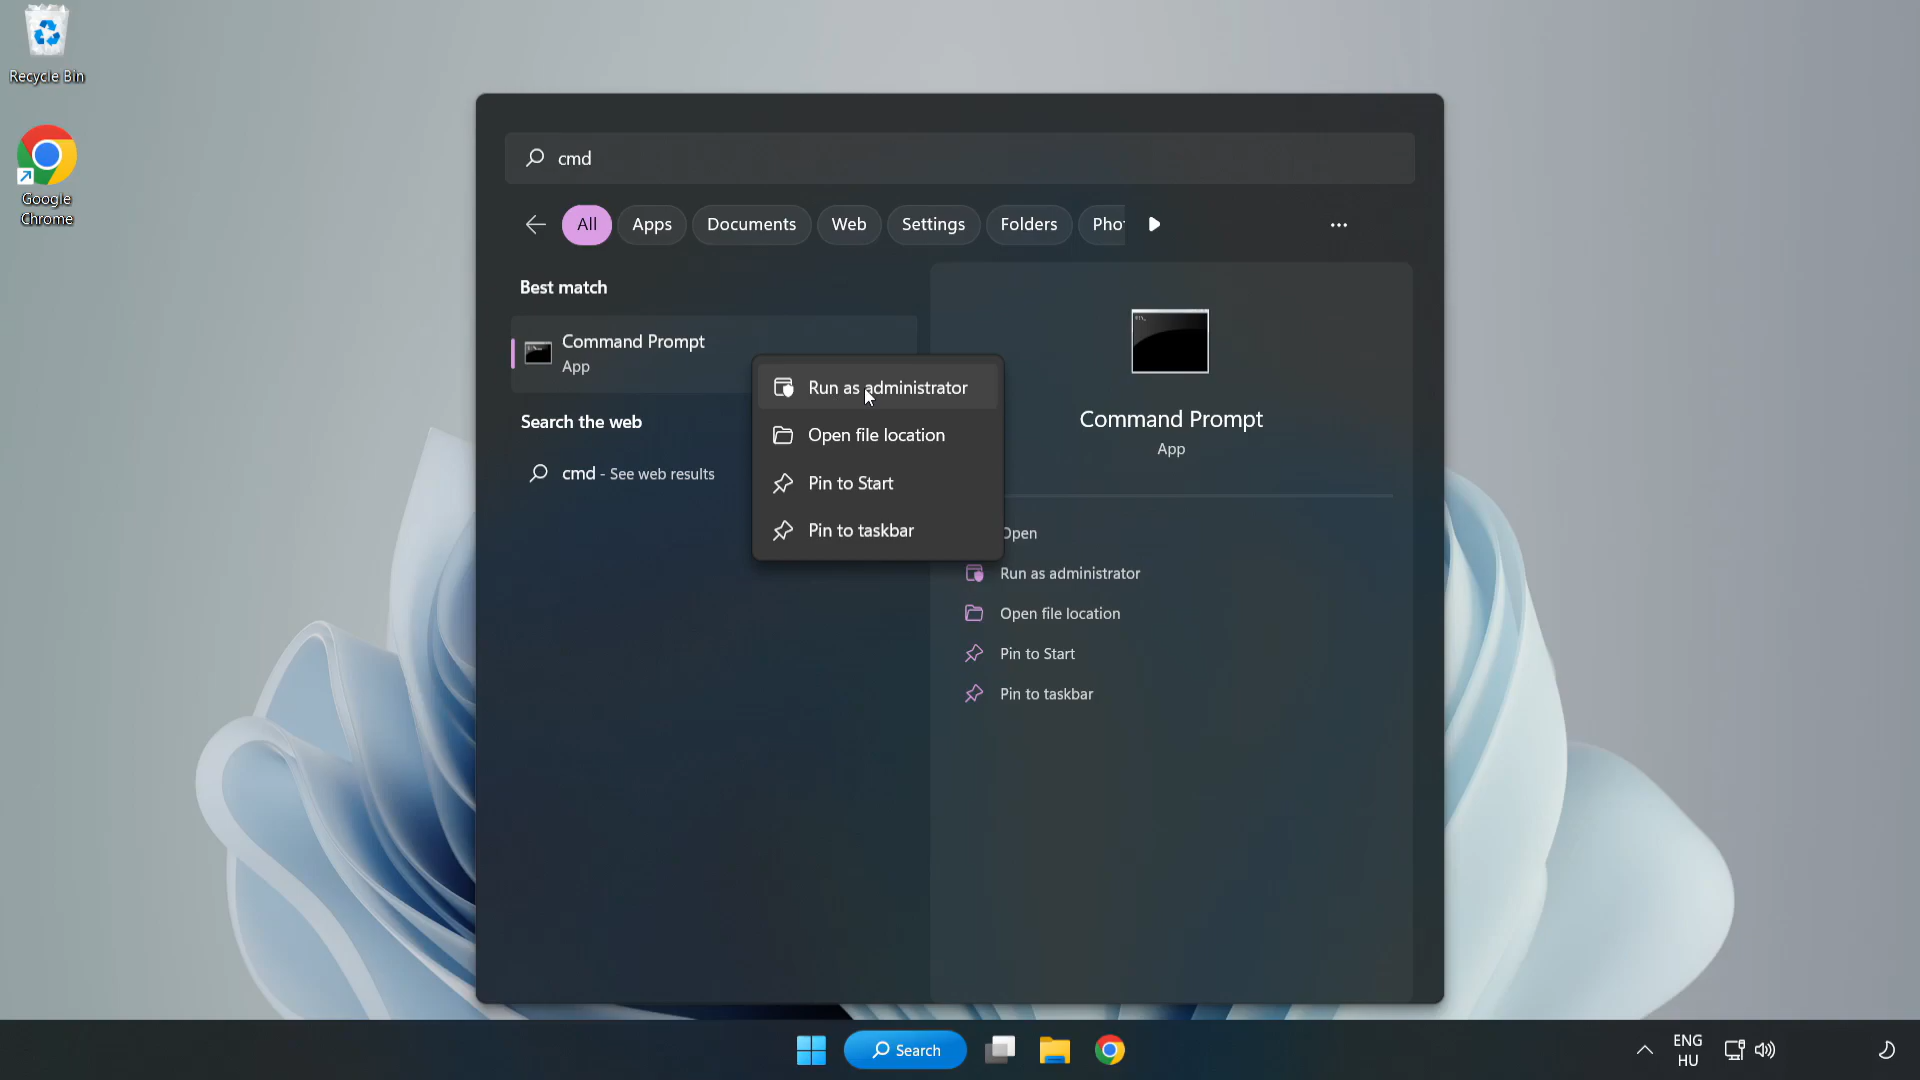 Recycle Bin
Google
Chrome
cmd
All
Apps
Documents
Web
Settings
Folders
Pho
Best match
Command Prompt
App
Search the web
cmd - See web results
Run as administrator
Open file location
Pin to Start
Pin to taskbar
Command Prompt
App
Open
Run as administrator
Open file location
Pin to Start
Pin to taskbar
Search
ENG
HU